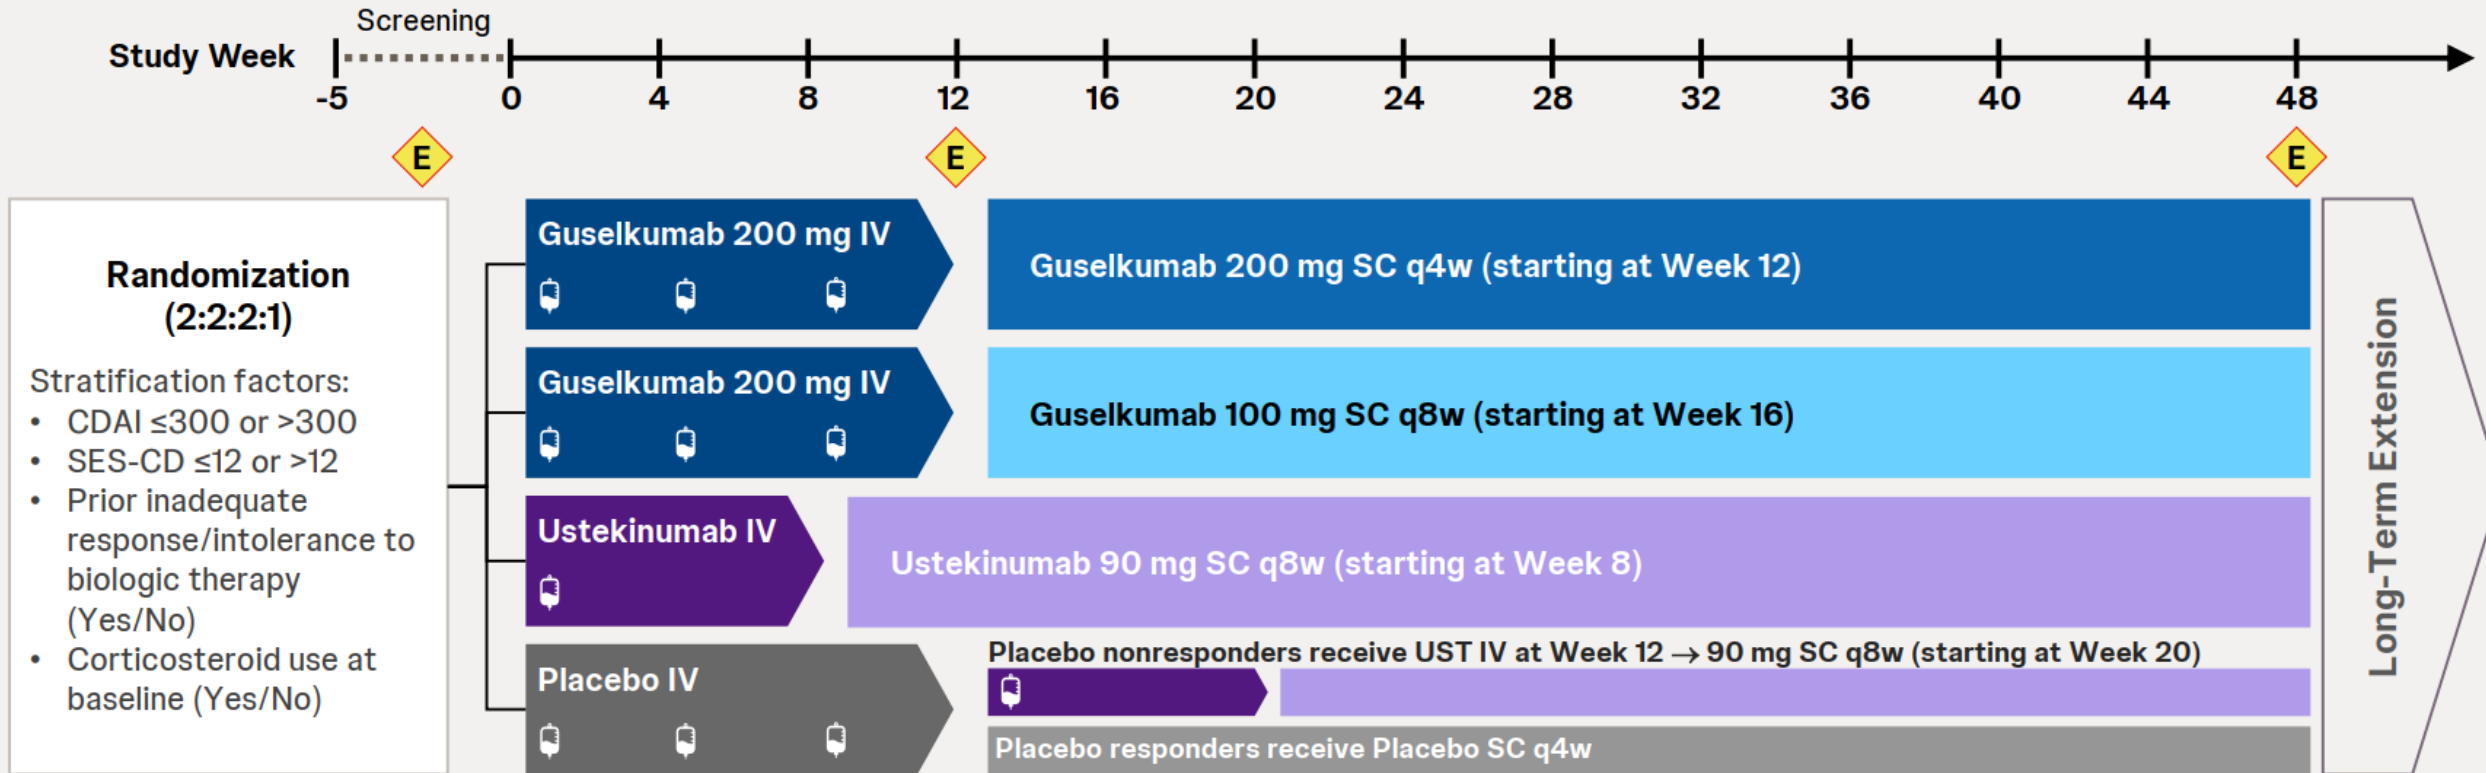 Screening
Study Week
-5 0 4 8 12 16 20 24 28 32 36 40 44 48
E E E
Randomization
(2:2:2:1)
Stratification factors:
• CDAI ≤300 or >300
• SES-CD ≤12 or >12
• Prior inadequate
response/intolerance to
biologic therapy
(Yes/No)
• Corticosteroid use at
baseline (Yes/No)
Guselkumab 200 mg IV
Guselkumab 200 mg SC q4w (starting at Week 12)
Guselkumab 200 mg IV
Guselkumab 100 mg SC q8w (starting at Week 16)
Ustekinumab IV
Ustekinumab 90 mg SC q8w (starting at Week 8)
Placebo IV
Placebo nonresponders receive UST IV at Week 12 → 90 mg SC q8w (starting at Week 20)
Placebo responders receive Placebo SC q4w
Long-Term Extension